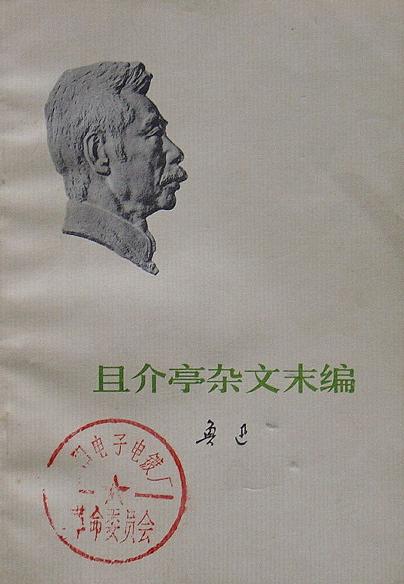 且介亭杂文末编
鲁迅
电子电镀厂
革命委员会